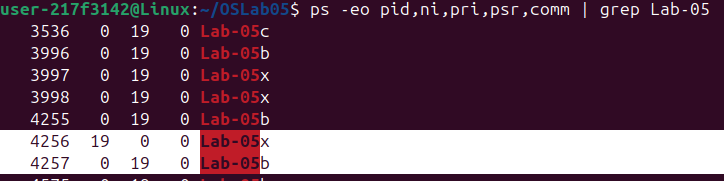 user-217f3142@Linux:~/OSLab05$ ps -eo pid,ni,pri,psr,comm | grep Lab-05
3536 0 19 0 Lab-05c
3996 0 19 0 Lab-05b
3997 0 19 0 Lab-05x
3998 0 19 0 Lab-05x
4255 0 19 0 Lab-05b
4256 19 0 0 Lab-05x
4257 0 19 0 Lab-05b